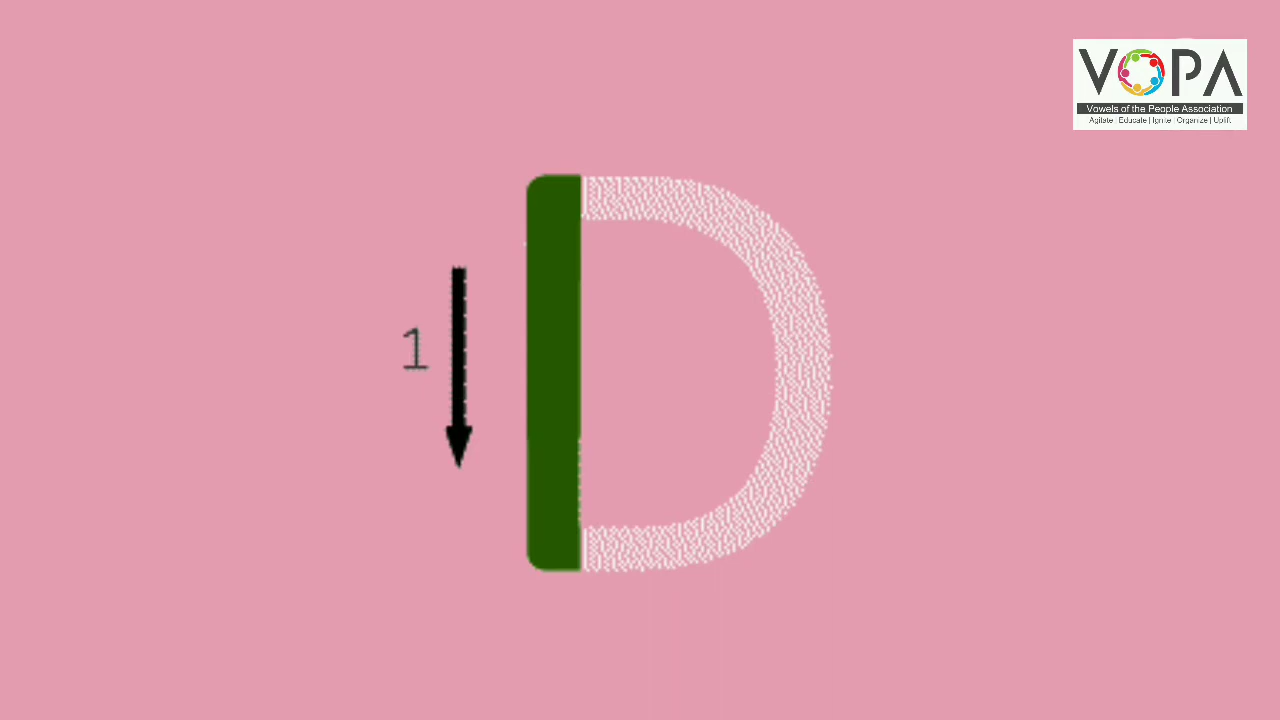 VOPA
Vowels of the People Association
Agitate | Educate | Ignite | Organize | Uplift
1
D